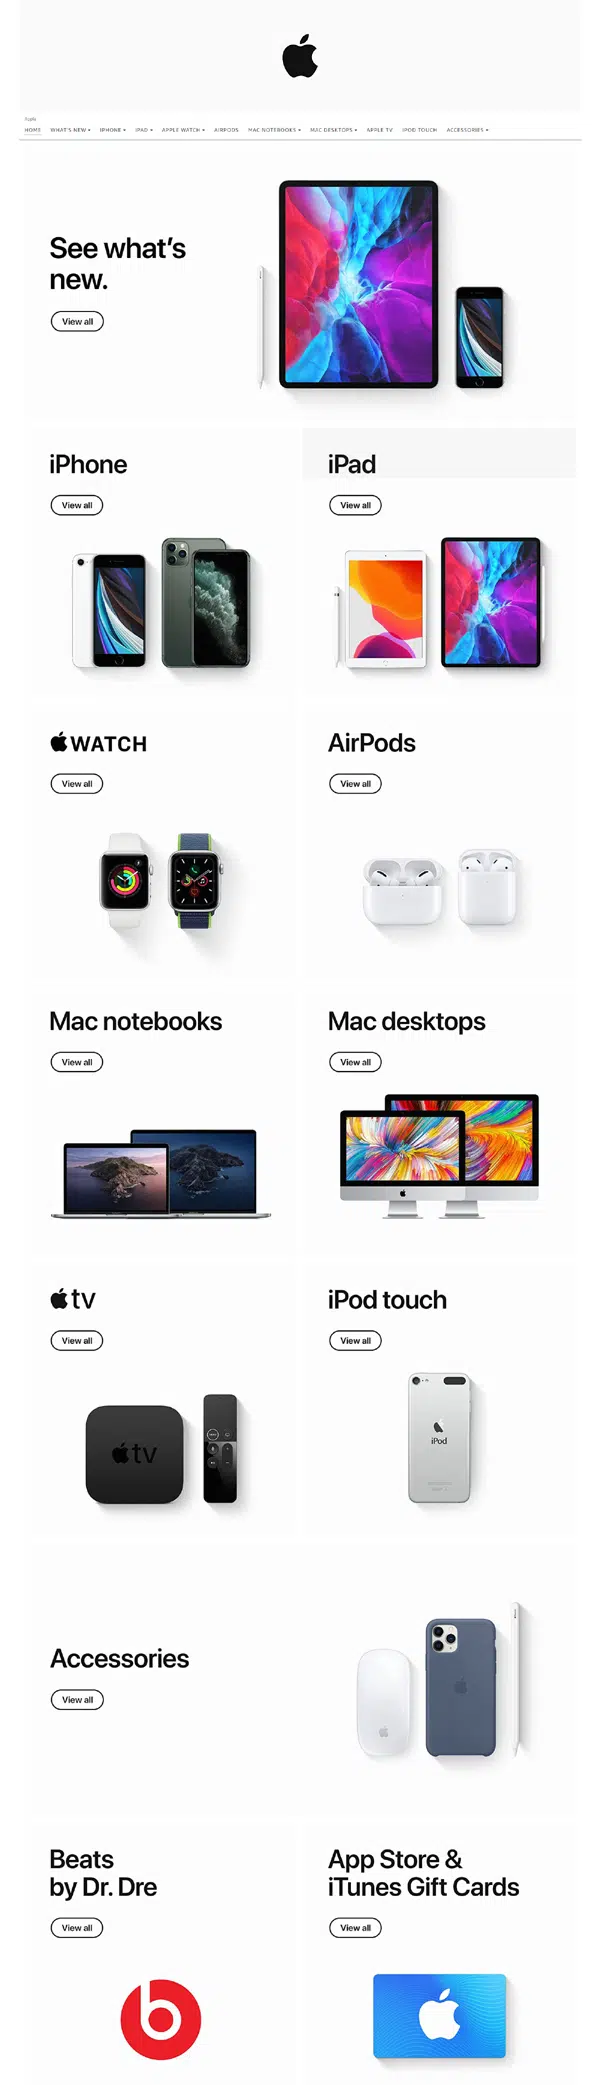 Apple
HOME WHAT'S NEW IPHONE IPAD APPLE WATCH AIRPODS MAC NOTEBOOKS MAC DESKTOPS APPLE TV IPOD TOUCH ACCESSORIES
See what's
new.
View all
iPhone
View all
iPad
View all
WATCH
View all
AirPods
View all
Mac notebooks
View all
Mac desktops
View all
tv
View all
tv
iPod touch
View all
iPod
Accessories
View all
Beats
by Dr. Dre
View all
App Store &
iTunes Gift Cards
View all